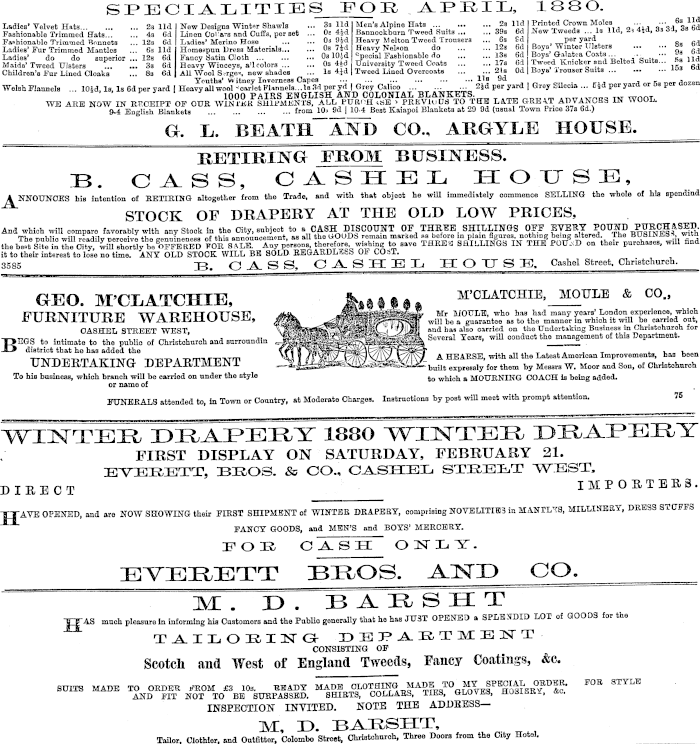 SPECIALITIES FOR APRIL, 1880.
Ladies' Velvet Hats... ... 2s 11d
Fashionable Trimmed Hats... ... 4s 6d
Fashionable Trimmed Bonnets ... 12s 6d
Ladies' Fur Trimmed Mantles ... 6s 11d
Ladies' do do superior ... 12s 6d
Maids' Tweed Ulsters ... 3s 6d
Children's Fur Lined Cloaks ... 8s 6d
New Designs Winter Shawls ... 3s 11d
Linen Collars and Cuffs, per set ... 0s 4½d
Ladies' Merino Hose ... ... 0s 9½d
Homespun Dress Materials... ... 0s 7½d
Fancy Satin Cloth ... ... 0s 10½d
Heavy Winceys, all colors ... 0s 4½d
All Wool Serges, new shades 1s 4½d
Men's Alpine Hats ... ... 2s 11d
Bannockburn Tweed Suits ... 39s 6d
Heavy Melton Tweed Trousers 6s 9d
Heavy Nelson do ... 12s 6d
Special Fashionable do ... 13s 6d
University Tweed Coats ... 17s 6d
Tweed Lined Overcoats ... 21s 0d
Printed Crown Moles ... 6s 11d
New Tweeds ... 1s 11d, 2s 4½d, 3s 3d, 3s 6d
per yard
Boys' Winter Ulsters ... 8s 6d
Boys' Galatea Coats... ... 9s 6d
Tweed Knicker and Belted Suits... 8s 11d
Boys' Trouser Suits ... ... 15s 6d
Youths' Witney Inverness Capes ... 11s 9d
Welsh Flannels ... 10½d, 1s, 1s 6d per yard | Heavy all wool Scarlet Flannels... 1s 3d per yd | Grey Calico ... 2½d per yard | Grey Silecia ... 5½d per yard or 5s per dozen
1000 PAIRS ENGLISH AND COLONIAL BLANKETS.
WE ARE NOW IN RECEIPT OF OUR WINTER SHIPMENTS, ALL PURCHASED PREVIOUS TO THE LATE GREAT ADVANCES IN WOOL.
9-4 English Blankets ... ... ... ... from 10s 9d | 10-4 Best Kaiapoi Blankets at 29 9d (usual Town Price 37s 6d.)
G. L. BEATH AND CO., ARGYLE HOUSE.
RETIRING FROM BUSINESS.
B. CASS, CASHEL HOUSE,
ANNOUNCES his intention of RETIRING altogether from the Trade, and with that object he will immediately commence SELLING the whole of his spendind
STOCK OF DRAPERY AT THE OLD LOW PRICES,
And which will compare favorably with any Stock in the City, subject to a CASH DISCOUNT OF THREE SHILLINGS OFF EVERY POUND PURCHASED.
The public will readily perceive the genuineness of this announcement, as all the GOODS remain marked as before in plain figures, nothing being altered. The BUSINESS, with
the best Site in the City, will shortly be OFFERED FOR SALE. All persons, therefore, wishing to save THREE SHILLINGS IN THE POUND on their purchases, will find
it to their interest to lose no time. ANY OLD STOCK WILL BE SOLD REGARDLESS OF COST.
3585 B. CASS, CASHEL HOUSE, Cashel Street, Christchurch.
GEO. M'CLATCHIE,
FURNITURE WAREHOUSE,
CASHEL STREET WEST,
BEGS to intimate to the public of Christchurch and surroundin
district that he has added the
UNDERTAKING DEPARTMENT
To his business, which branch will be carried on under the style
or name of
M'CLATCHIE, MOULE & CO.,
Mr MOULE, who has had many years' London experience, which
will be a guarantee as to the manner in which it will be carried out,
and has also carried on the Undertaking Business in Christchurch for
Several Years, will conduct the management of this Department.
A HEARSE, with all the Latest American Improvements, has been
built expressly for them by Messrs W. Moor and Son, of Christchurch
to which a MOURNING COACH is being added.
FUNERALS attended to, in Town or Country, at Moderate Charges. Instructions by post will meet with prompt attention. 75
WINTER DRAPERY 1880 WINTER DRAPERY
FIRST DISPLAY ON SATURDAY, FEBRUARY 21.
EVERETT, BROS. & CO., CASHEL STREET WEST,
DIRECT IMPORTERS.
HAVE OPENED, and are NOW SHOWING their FIRST SHIPMENT of WINTER DRAPERY, comprising NOVELITIES in MANTLES, MILLINERY, DRESS STUFFS
FANCY GOODS, and MEN'S and BOYS' MERCERY.
FOR CASH ONLY.
EVERETT BROS. AND CO.
M. D. BARSHT
HAS much pleasure in informing his Customers and the Public generally that he has JUST OPENED a SPLENDID LOT of GOODS for the
TAILORING DEPARTMENT
CONSISTING OF
Scotch and West of England Tweeds, Fancy Coatings, &c.
SUITS MADE TO ORDER FROM £3 10s. READY MADE CLOTHING MADE TO MY SPECIAL ORDER. FOR STYLE
AND FIT NOT TO BE SURPASSED. SHIRTS, COLLARS, TIES, GLOVES, HOSIERY, &c.
INSPECTION INVITED. NOTE THE ADDRESS—
M. D. BARSHT,
Tailor, Clothier, and Outfitter, Colombo Street, Christchurch, Three Doors from the City Hotel.